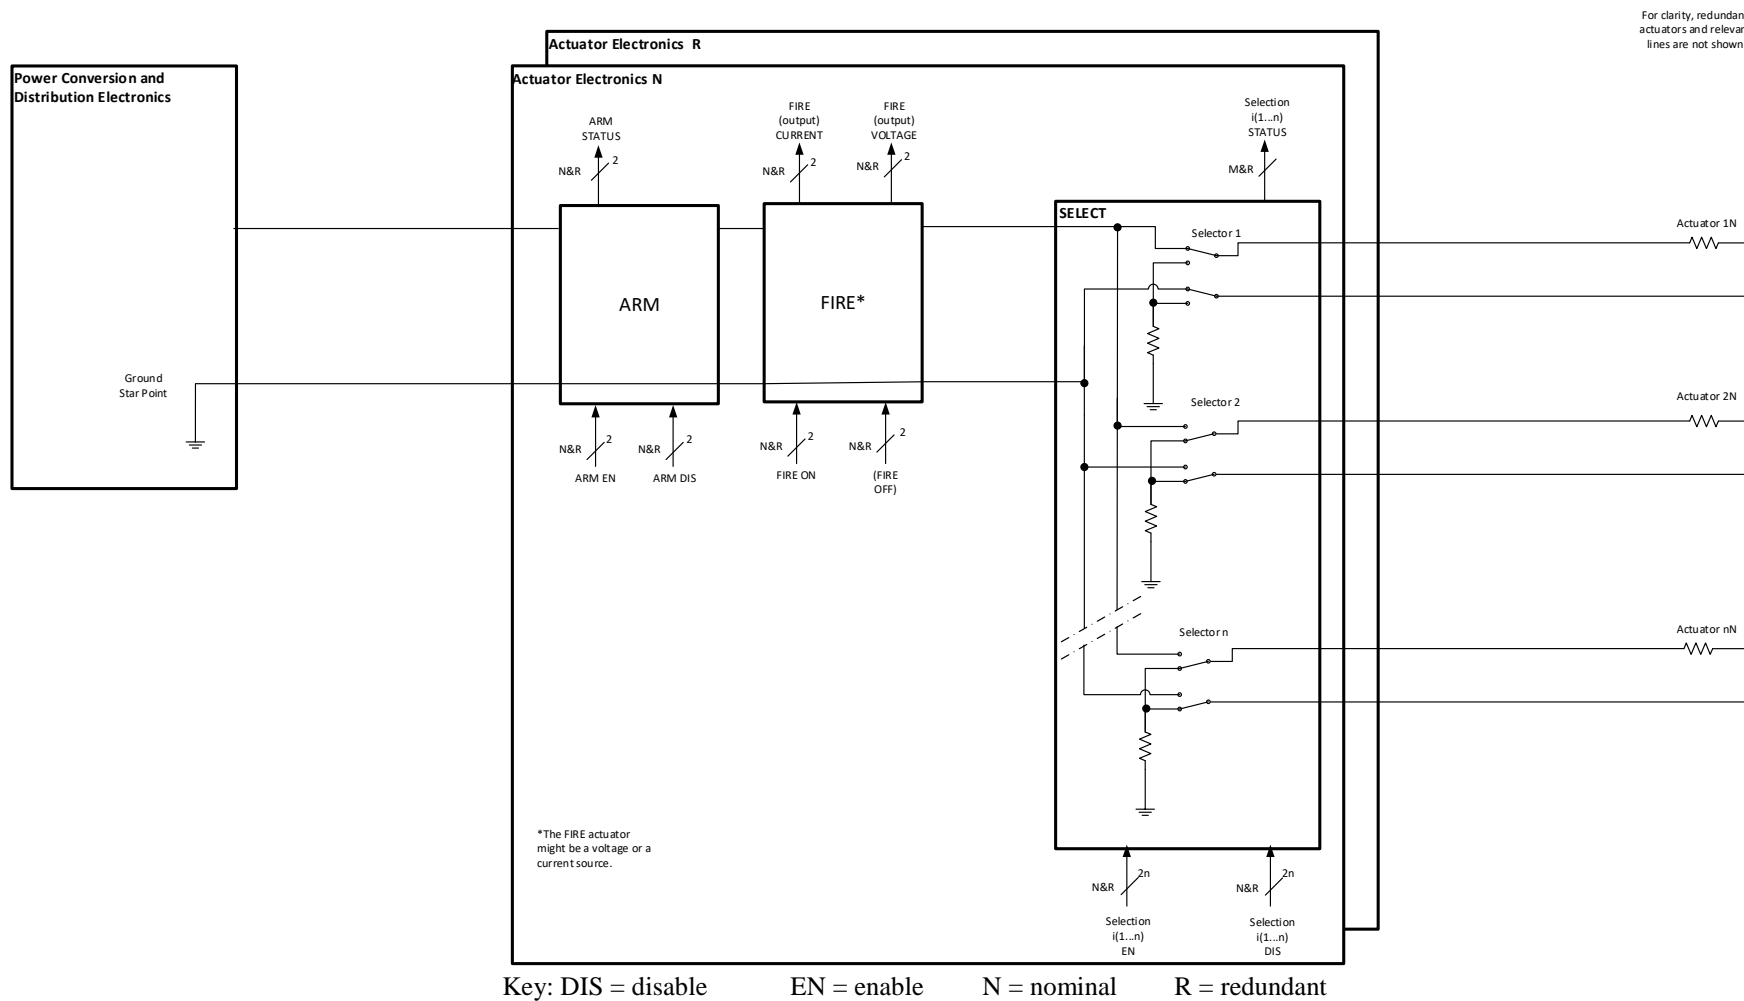 For clarity, redundan
actuators and relevan
lines are not shown
Actuator Electronics R
Power Conversion and
Distribution Electronics
Actuator Electronics N
ARM
STATUS
N&R
2
FIRE
(output)
CURRENT
N&R
2
FIRE
(output)
VOLTAGE
N&R
2
Selection
i(1...n)
STATUS
M&R
ARM
FIRE*
SELECT
Selector 1
Actuator 1N
Ground
Star Point
Selector 2
Actuator 2N
N&R
2
ARM EN
N&R
2
ARM DIS
N&R
2
FIRE ON
N&R
2
(FIRE
OFF)
Selector n
Actuator nN
*The FIRE actuator
might be a voltage or a
current source.
N&R
2n
Selection
i(1...n)
EN
N&R
2n
Selection
i(1...n)
DIS
Key: DIS = disable EN = enable N = nominal R = redundant